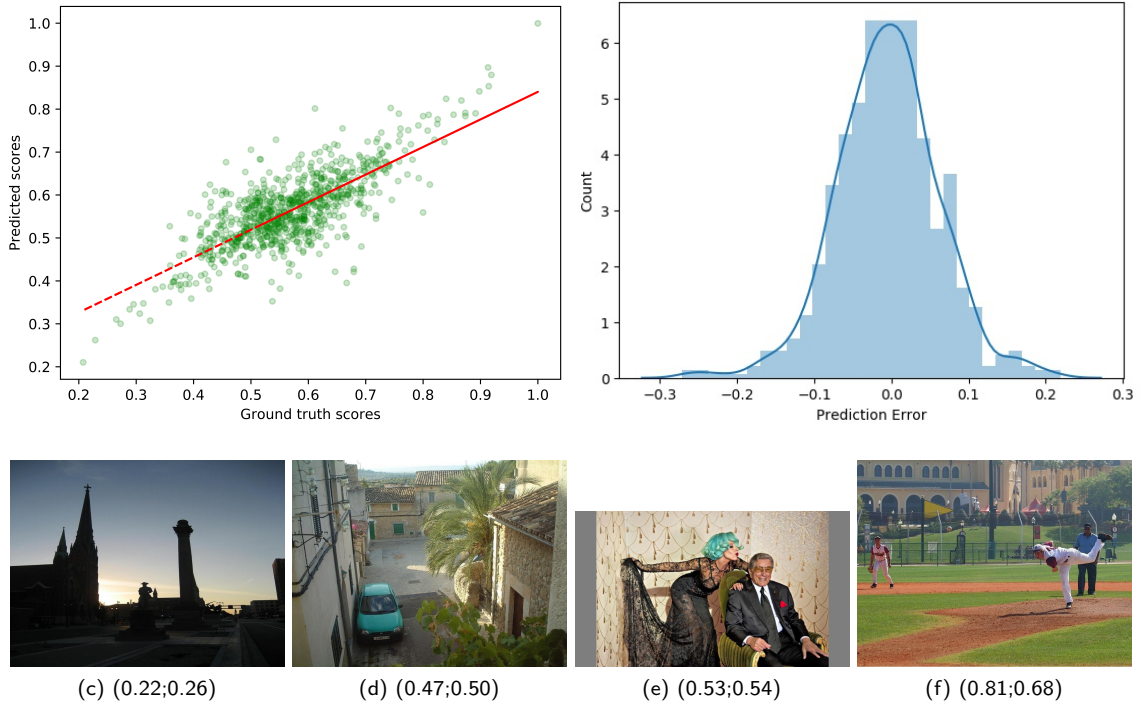 1.0
0.9
0.8
0.7
0.6
0.5
0.4
0.3
0.2
Predicted scores
0.2 0.3 0.4 0.5 0.6 0.7 0.8 0.9 1.0
Ground truth scores
6
5
4
3
2
1
0
Count
−0.3 −0.2 −0.1 0.0 0.1 0.2 0.3
Prediction Error
(c) (0.22;0.26) (d) (0.47;0.50) (e) (0.53;0.54) (f) (0.81;0.68)